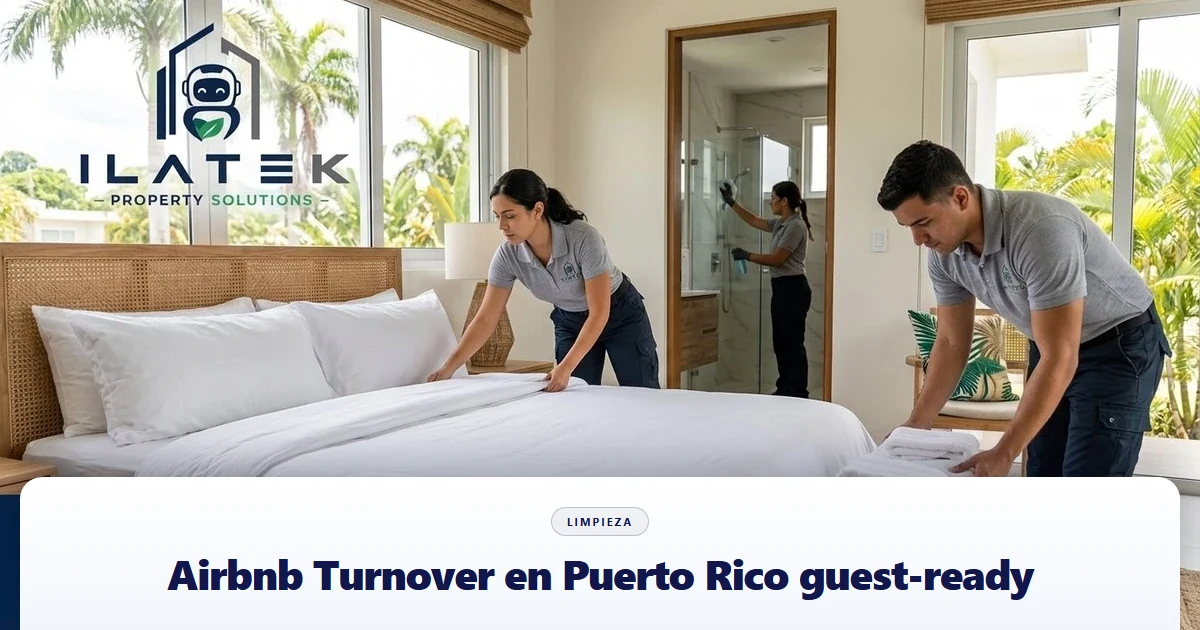 ILATEK
– PROPERTY SOLUTIONS –
LIMPIEZA
Airbnb Turnover en Puerto Rico guest-ready